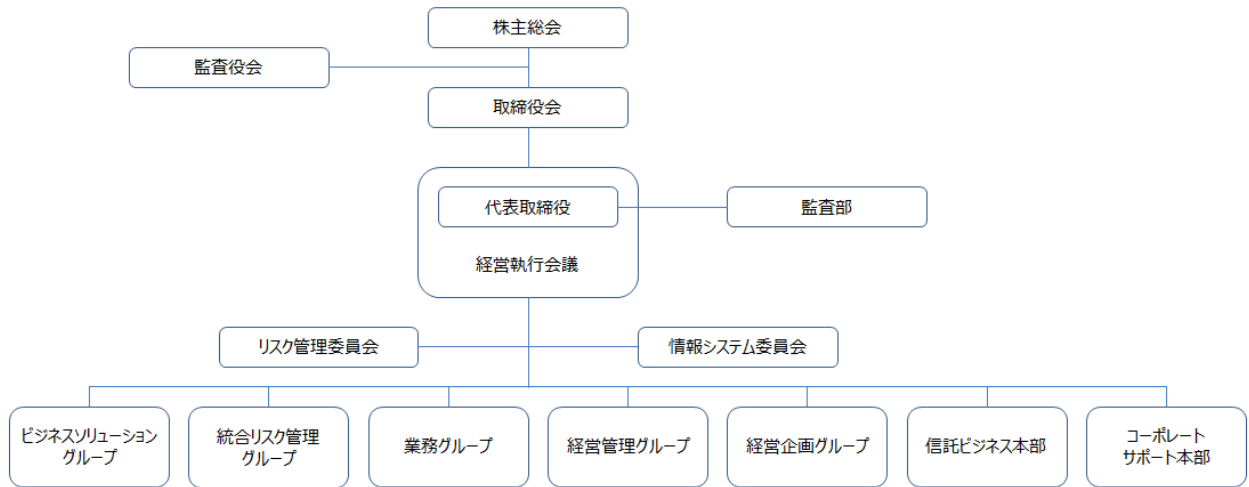 株主総会
監査役会
取締役会
代表取締役
監査部
経営執行会議
リスク管理委員会
情報システム委員会
ビジネスソリューション
グループ
統合リスク管理
グループ
業務グループ
経営管理グループ
経営企画グループ
信託ビジネス本部
コーポレート
サポート本部